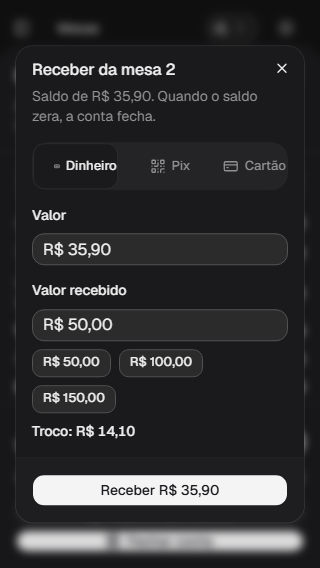 Receber da mesa 2
Saldo de R$ 35,90. Quando o saldo
zera, a conta fecha.
Dinheiro
Pix
Cartão
Valor
R$ 35,90
Valor recebido
R$ 50,00
R$ 50,00
R$ 100,00
R$ 150,00
Troco: R$ 14,10
Receber R$ 35,90